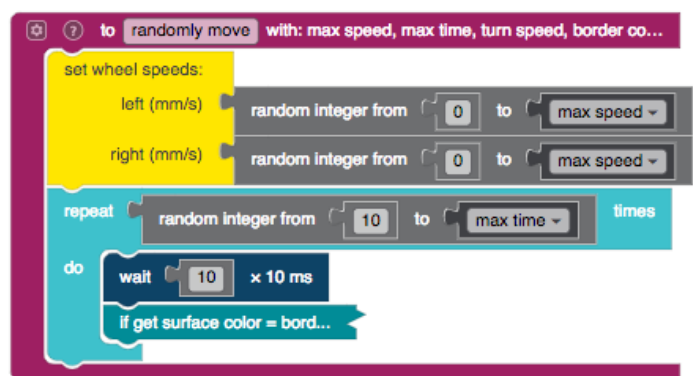 ? to randomly move with: max speed, max time, turn speed, border co...
set wheel speeds:
left (mm/s) random integer from 0 to max speed
right (mm/s) random integer from 0 to max speed
repeat random integer from 10 to max time times
do wait 10 × 10 ms
if get surface color = bord...